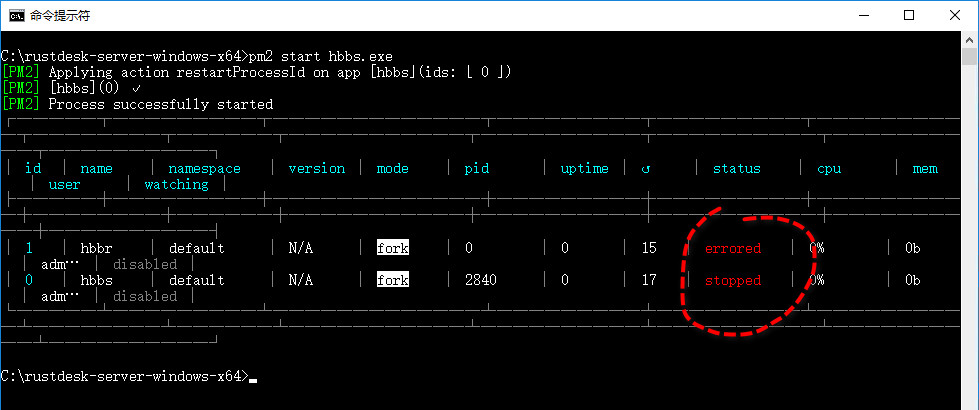 命令提示符
C:\rustdesk-server-windows-x64>pm2 start hbbs.exe
[PM2] Applying action restartProcessId on app [hbbs](ids: [ 0 ])
[PM2] [hbbs](0) ✓
[PM2] Process successfully started
│ id │ name │ namespace │ version │ mode │ pid │ uptime │ ↺ │ status │ cpu │ mem
│ user │ watching │
│ 1 │ hbbr │ default │ N/A │ fork │ 0 │ 0 │ 15 │ errored │ 0% │ 0b
│ adm… │ disabled │
│ 0 │ hbbs │ default │ N/A │ fork │ 2840 │ 0 │ 17 │ stopped │ 0% │ 0b
│ adm… │ disabled │
C:\rustdesk-server-windows-x64>